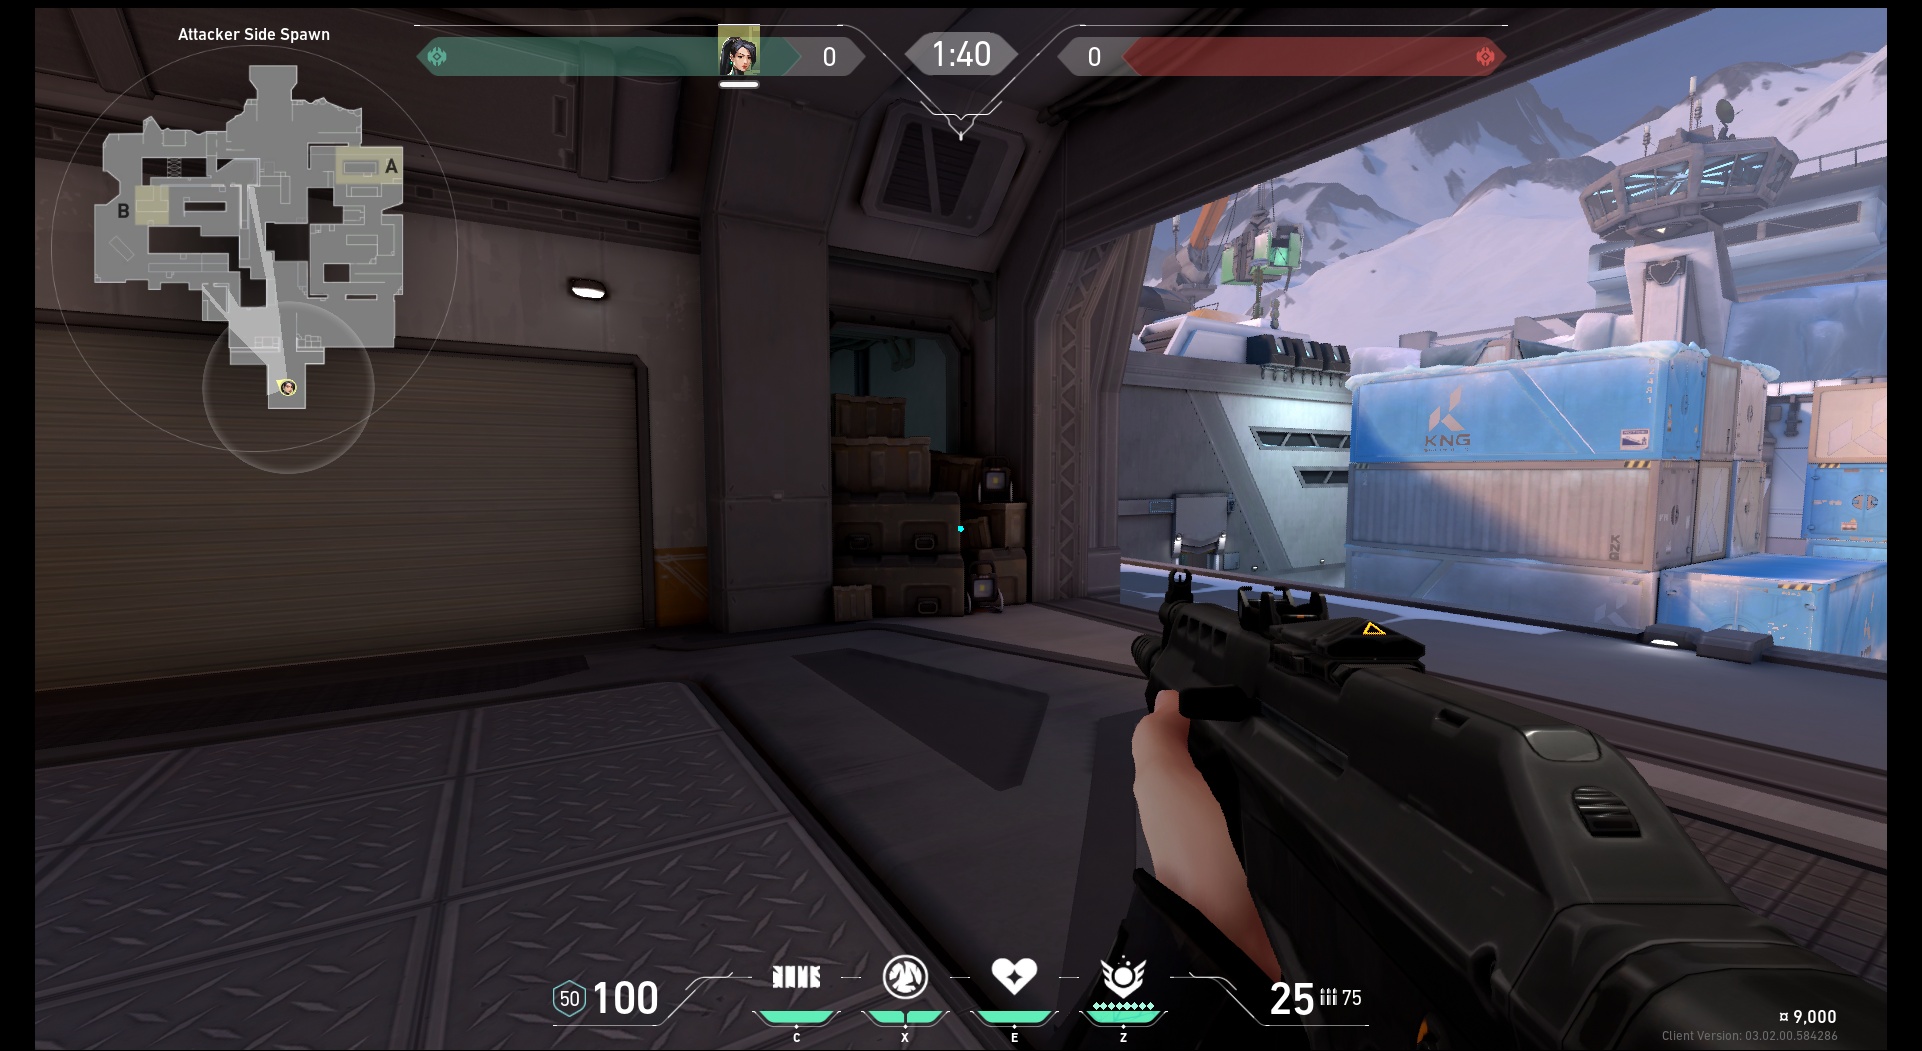 Attacker Side Spawn
0
1:40
0
A
B
KNG
KNG
50
100
25
75
C
X
E
Z
¤ 9,000
Client Version: 03.02.00.584286